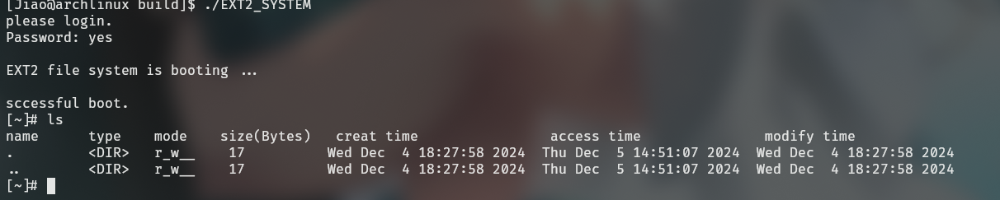 [Jiao@archlinux build]$ ./EXT2_SYSTEM
please login.
Password: yes
EXT2 file system is booting ...
sccessful boot.
[~]# ls
name type mode size(Bytes) creat time access time modify time
. <DIR> r_w__ 17 Wed Dec 4 18:27:58 2024 Thu Dec 5 14:51:07 2024 Wed Dec 4 18:27:58 2024
.. <DIR> r_w__ 17 Wed Dec 4 18:27:58 2024 Thu Dec 5 14:51:07 2024 Wed Dec 4 18:27:58 2024
[~]#